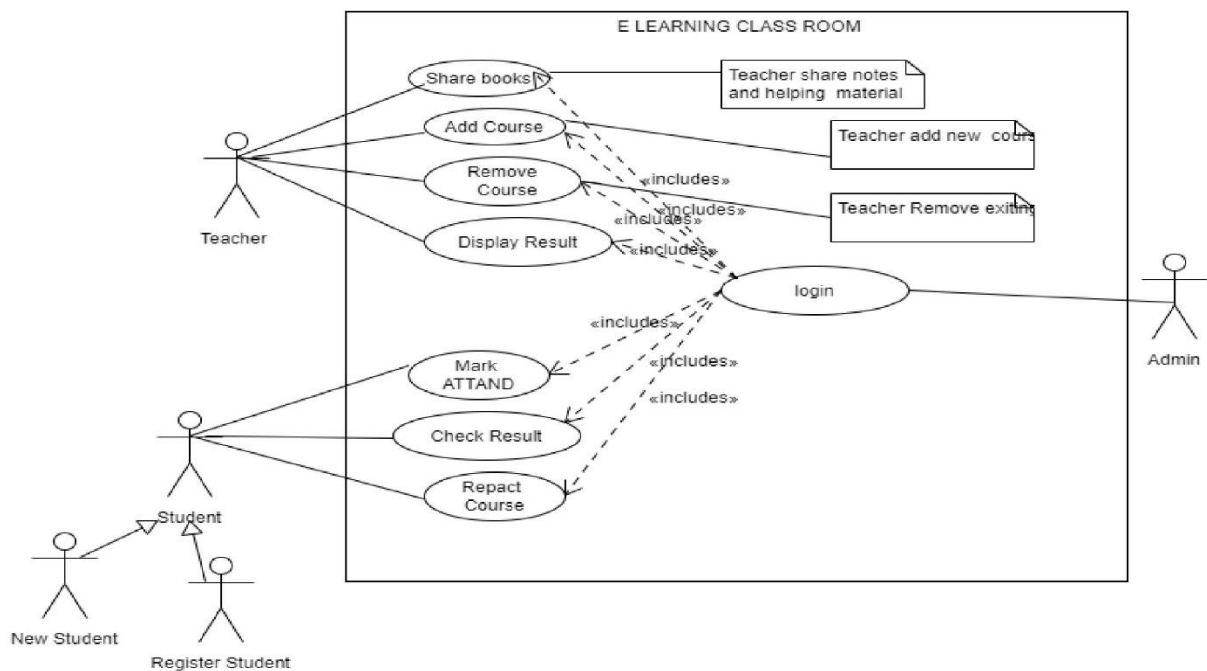 E LEARNING CLASS ROOM
Share books
Teacher share notes
and helping material
Add Course
Teacher add new cours
Remove
Course
«includes»
«includes»
«includes»
Teacher Remove exiting
Teacher
Display Result
«includes»
login
«includes»
Admin
Mark
ATTAND
«includes»
«includes»
Check Result
Repact
Course
Student
New Student
Register Student